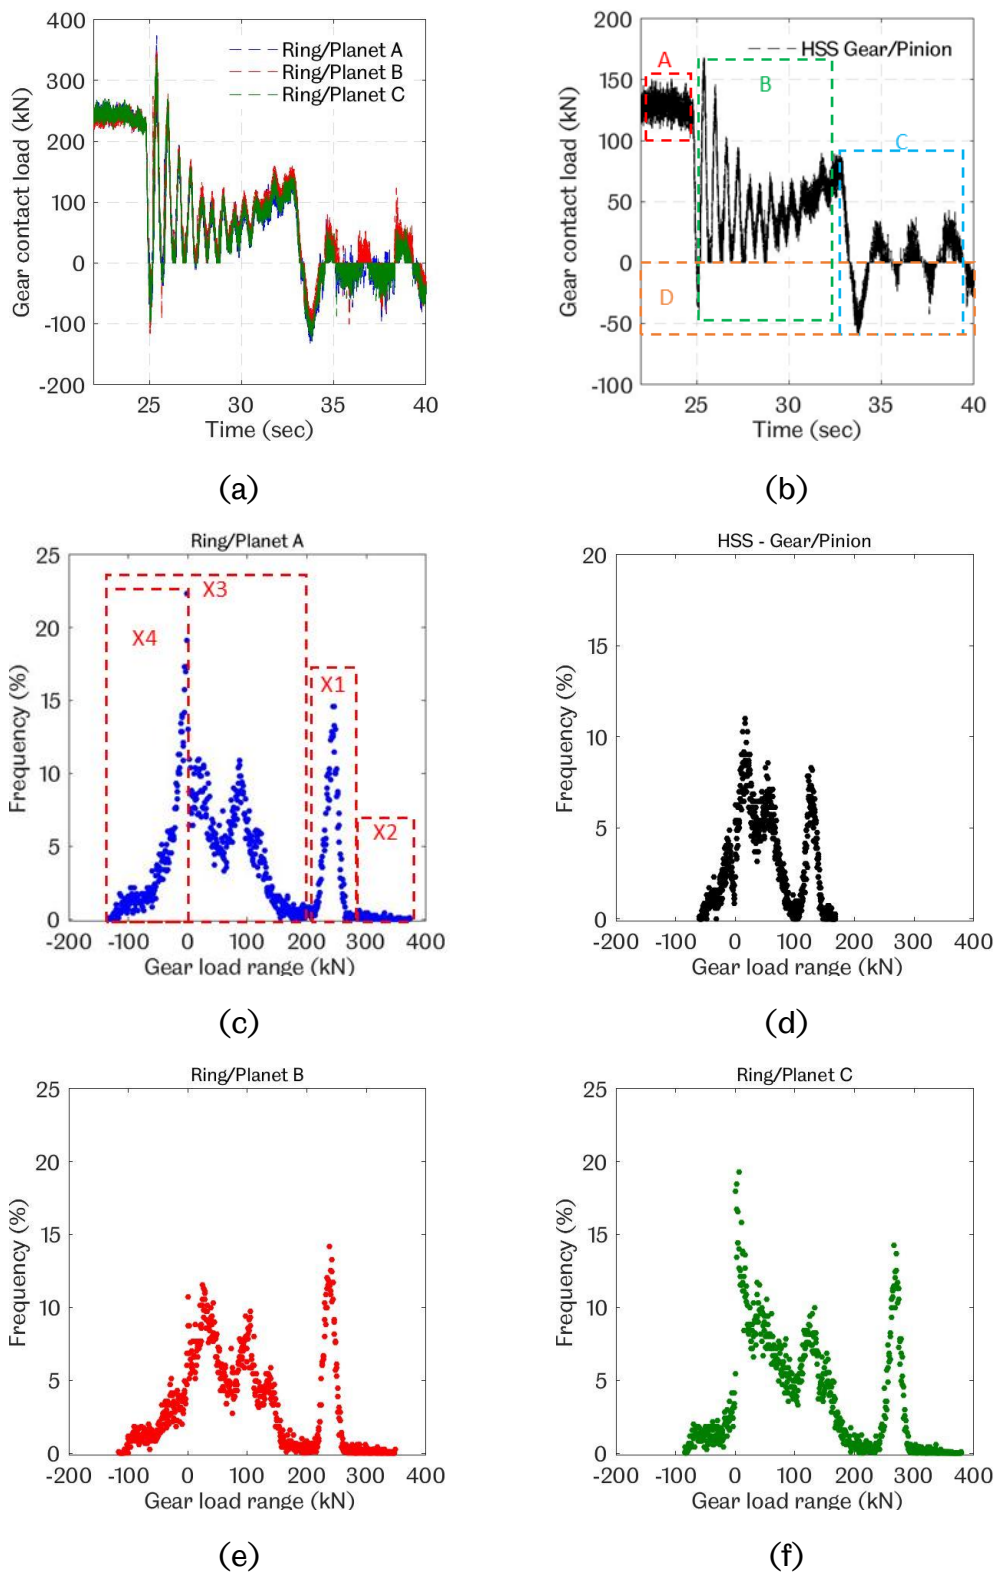 400
300
200
100
0
-100
-200
Gear contact load (kN)
Ring/Planet A
Ring/Planet B
Ring/Planet C
25
30
35
40
Time (sec)
(a)
200
150
100
50
0
-50
-100
Gear contact load (kN)
HSS Gear/Pinion
A
B
C
D
25
30
35
40
Time (sec)
(b)
Ring/Planet A
25
20
15
10
5
0
Frequency (%)
X3
X4
X1
X2
-200 -100 0 100 200 300 400
Gear load range (kN)
(c)
HSS - Gear/Pinion
20
15
10
5
0
Frequency (%)
-200 -100 0 100 200 300 400
Gear load range (kN)
(d)
Ring/Planet B
25
20
15
10
5
0
Frequency (%)
-200 -100 0 100 200 300 400
Gear load range (kN)
(e)
Ring/Planet C
25
20
15
10
5
0
Frequency (%)
-200 -100 0 100 200 300 400
Gear load range (kN)
(f)